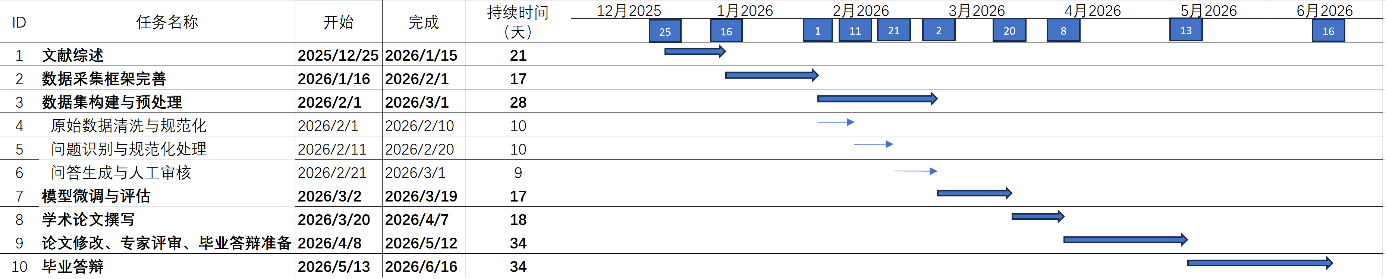 ID 任务名称 开始 完成 持续时间（天） 12月2025 1月2026 2月2026 3月2026 4月2026 5月2026 6月2026
25 16 1 11 21 2 20 8 13 16
1 文献综述 2025/12/25 2026/1/15 21
2 数据采集框架完善 2026/1/16 2026/2/1 17
3 数据集构建与预处理 2026/2/1 2026/3/1 28
4 原始数据清洗与规范化 2026/2/1 2026/2/10 10
5 问题识别与规范化处理 2026/2/11 2026/2/20 10
6 问答生成与人工审核 2026/2/21 2026/3/1 9
7 模型微调与评估 2026/3/2 2026/3/19 17
8 学术论文撰写 2026/3/20 2026/4/7 18
9 论文修改、专家评审、毕业答辩准备 2026/4/8 2026/5/12 34
10 毕业答辩 2026/5/13 2026/6/16 34